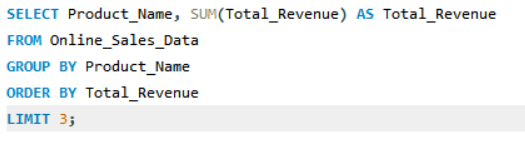 SELECT Product_Name, SUM(Total_Revenue) AS Total_Revenue
FROM Online_Sales_Data
GROUP BY Product_Name
ORDER BY Total_Revenue
LIMIT 3;